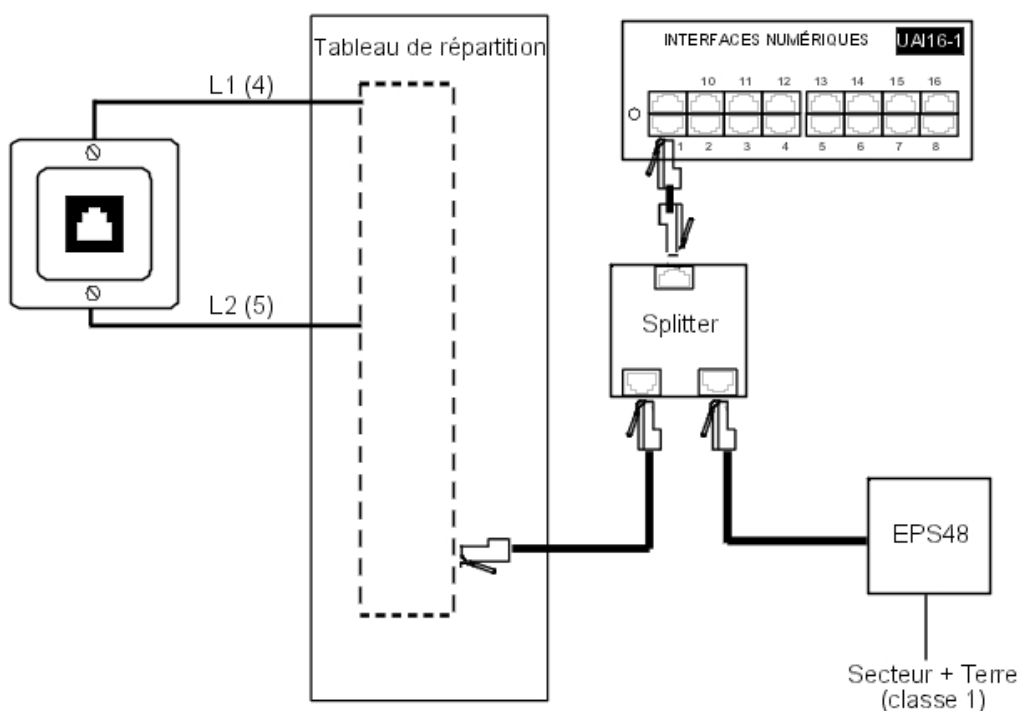 Tableau de répartition
L1 (4)
L2 (5)
INTERFACES NUMÉRIQUES UAI16-1
10 11 12 13 14 15 16
1 2 3 4 5 6 7 8
Splitter
EPS48
Secteur + Terre
(classe 1)